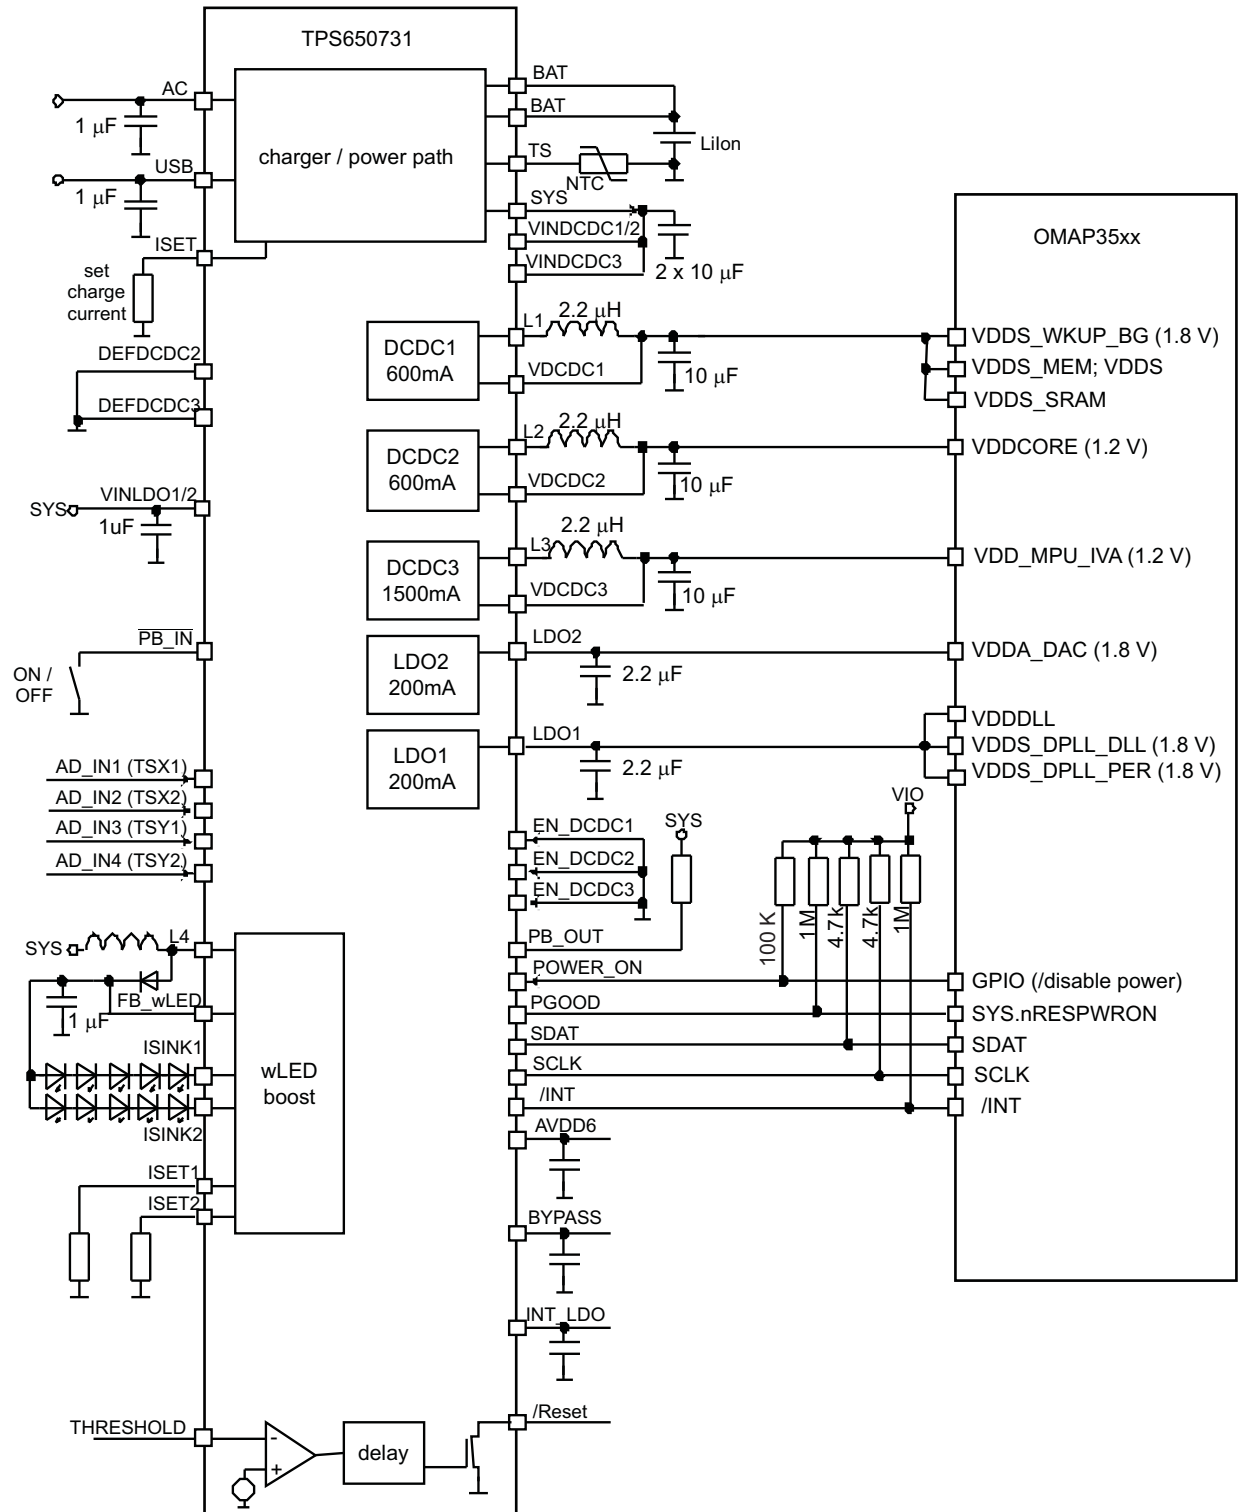 TPS650731
AC
1 μF
USB
1 μF
ISET
set
charge
current
DEFDCDC2
DEFDCDC3
SYS
VINLDO1/2
1uF
PB_IN
ON /
OFF
AD_IN1 (TSX1)
AD_IN2 (TSX2)
AD_IN3 (TSY1)
AD_IN4 (TSY2)
SYS
L4
FB_wLED
1 μF
ISINK1
ISINK2
ISET1
ISET2
wLED
boost
THRESHOLD
-
+
delay
charger / power path
BAT
BAT
LiIon
TS
NTC
SYS
VINDCDC1/2
VINDCDC3
2 x 10 μF
DCDC1
600mA
L1
2.2 μH
VDCDC1
10 μF
DCDC2
600mA
L2
2.2 μH
VDCDC2
10 μF
DCDC3
1500mA
L3
2.2 μH
VDCDC3
10 μF
LDO2
200mA
LDO2
2.2 μF
LDO1
200mA
LDO1
2.2 μF
EN_DCDC1
EN_DCDC2
EN_DCDC3
SYS
PB_OUT
POWER_ON
PGOOD
SDAT
SCLK
/INT
AVDD6
BYPASS
INT_LDO
/Reset
VIO
100 K
1M
4.7k
4.7k
1M
OMAP35xx
VDDS_WKUP_BG (1.8 V)
VDDS_MEM; VDDS
VDDS_SRAM
VDDCORE (1.2 V)
VDD_MPU_IVA (1.2 V)
VDDA_DAC (1.8 V)
VDDDLL
VDDS_DPLL_DLL (1.8 V)
VDDS_DPLL_PER (1.8 V)
GPIO (/disable power)
SYS.nRESPWRON
SDAT
SCLK
/INT